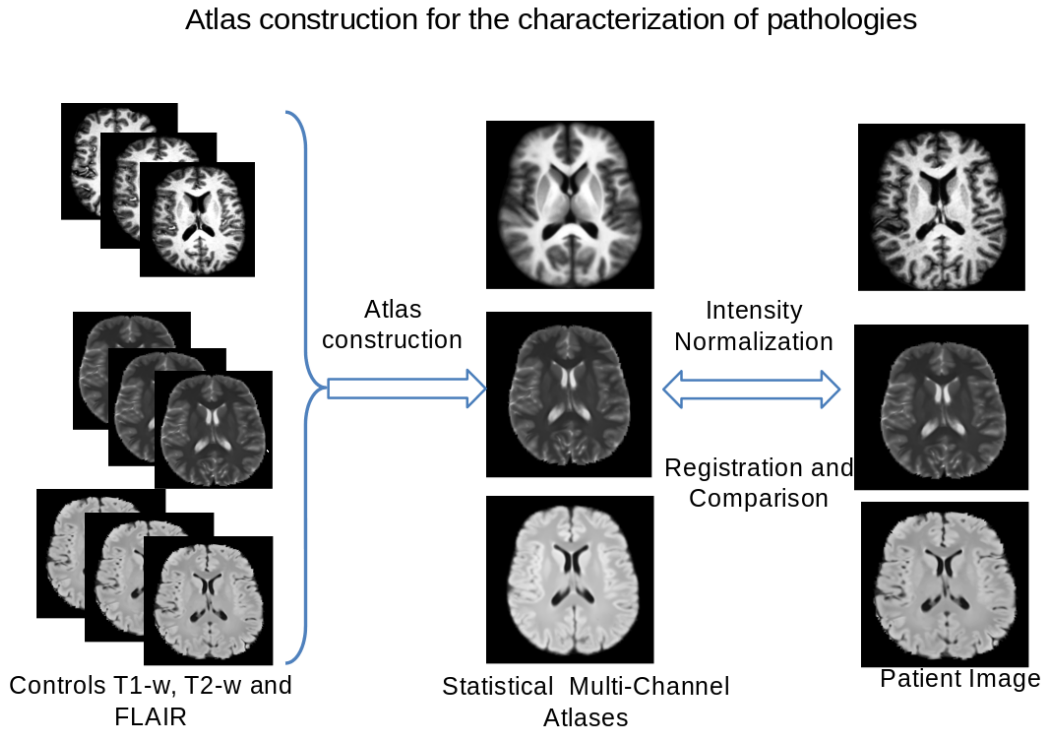 Atlas construction for the characterization of pathologies
Atlas
construction
Intensity
Normalization
Registration and
Comparison
Controls T1-w, T2-w and
FLAIR
Statistical Multi-Channel
Atlases
Patient Image